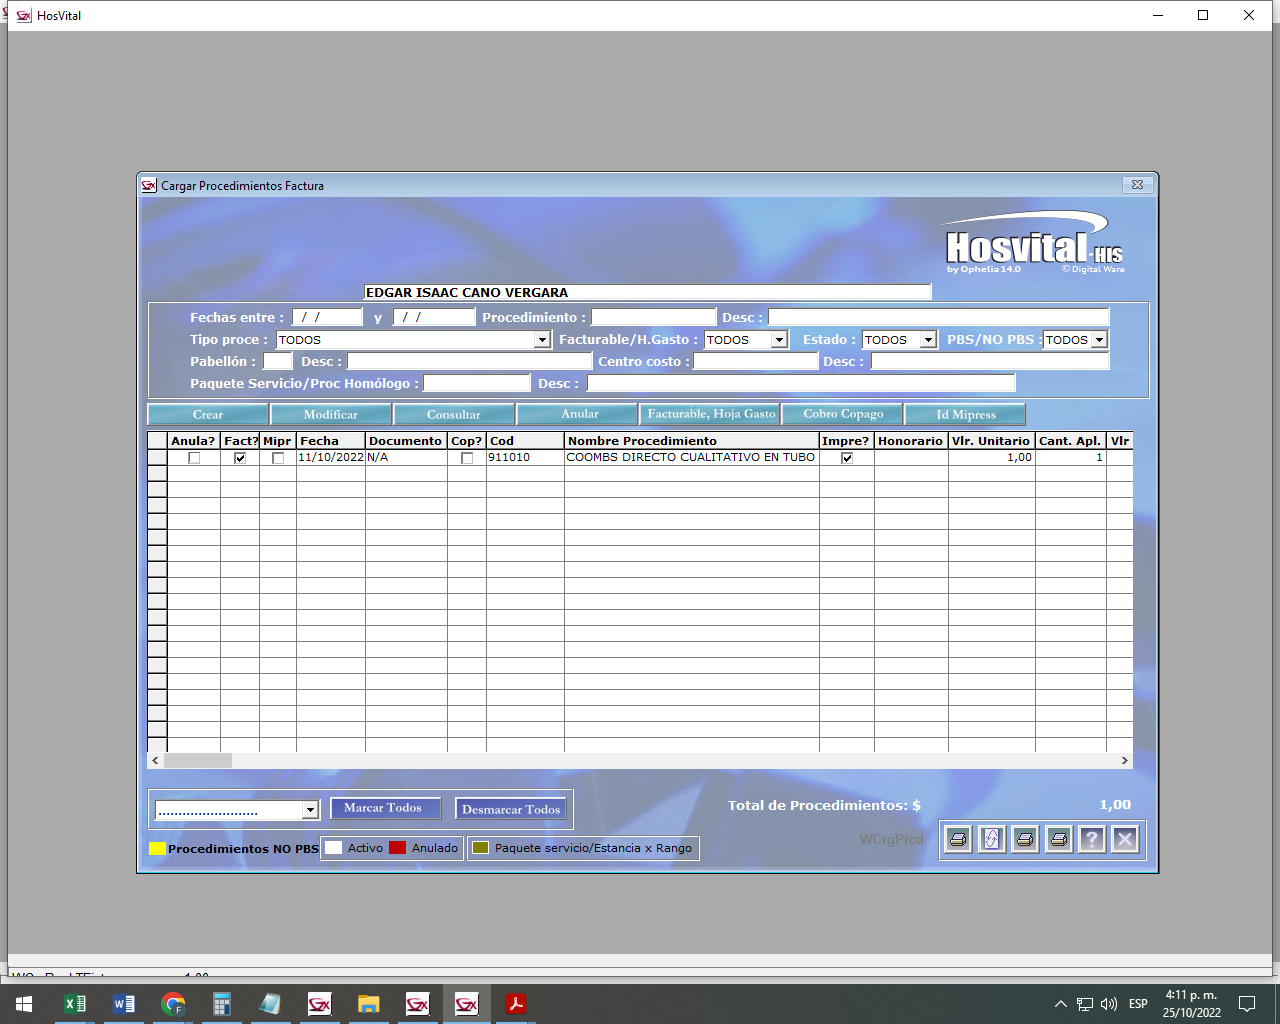 HosVital
Cargar Procedimientos Factura
Hosvital-HIS
by Ophelia 14.0 © Digital Ware
EDGAR ISAAC CANO VERGARA
Fechas entre : / / y / / Procedimiento : Desc :
Tipo proce : TODOS Facturable/H.Gasto : TODOS Estado : TODOS PBS/NO PBS : TODOS
Pabellón : Desc : Centro costo : Desc :
Paquete Servicio/Proc Homólogo : Desc :
Crear Modificar Consultar Anular Facturable, Hoja Gasto Cobro Copago Id Mipress
Anula? Fact? Mipr Fecha Documento Cop? Cod Nombre Procedimiento Impre? Honorario Vlr. Unitario Cant. Apl. Vlr
11/10/2022 N/A 911010 COOMBS DIRECTO CUALITATIVO EN TUBO 1,00 1
......................... Marcar Todos Desmarcar Todos Total de Procedimientos: $ 1,00
WCrgPrcd
Procedimientos NO PBS Activo Anulado Paquete servicio/Estancia x Rango
ESP 4:11 p. m.
25/10/2022